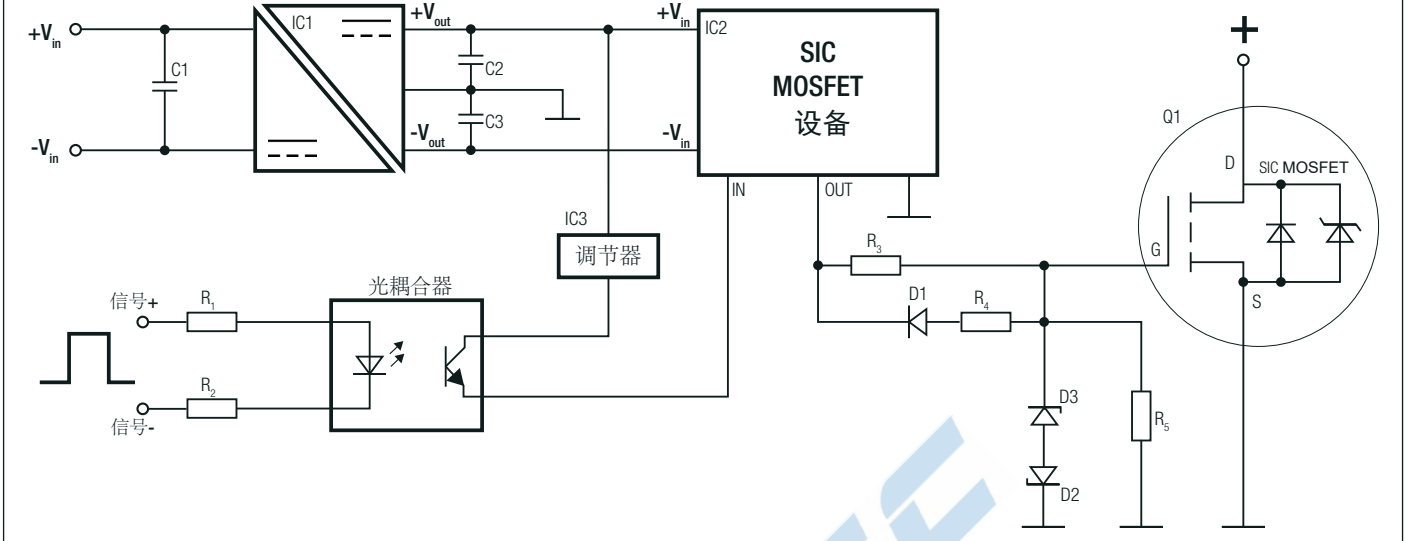 +Vin
-Vin
C1
IC1
+Vout
-Vout
C2
C3
+Vin
-Vin
IC2
SIC
MOSFET
设备
IN
OUT
IC3
调节器
光耦合器
信号+
R1
R2
信号-
R3
D1
R4
D3
D2
R5
+
Q1
D
SIC MOSFET
G
S